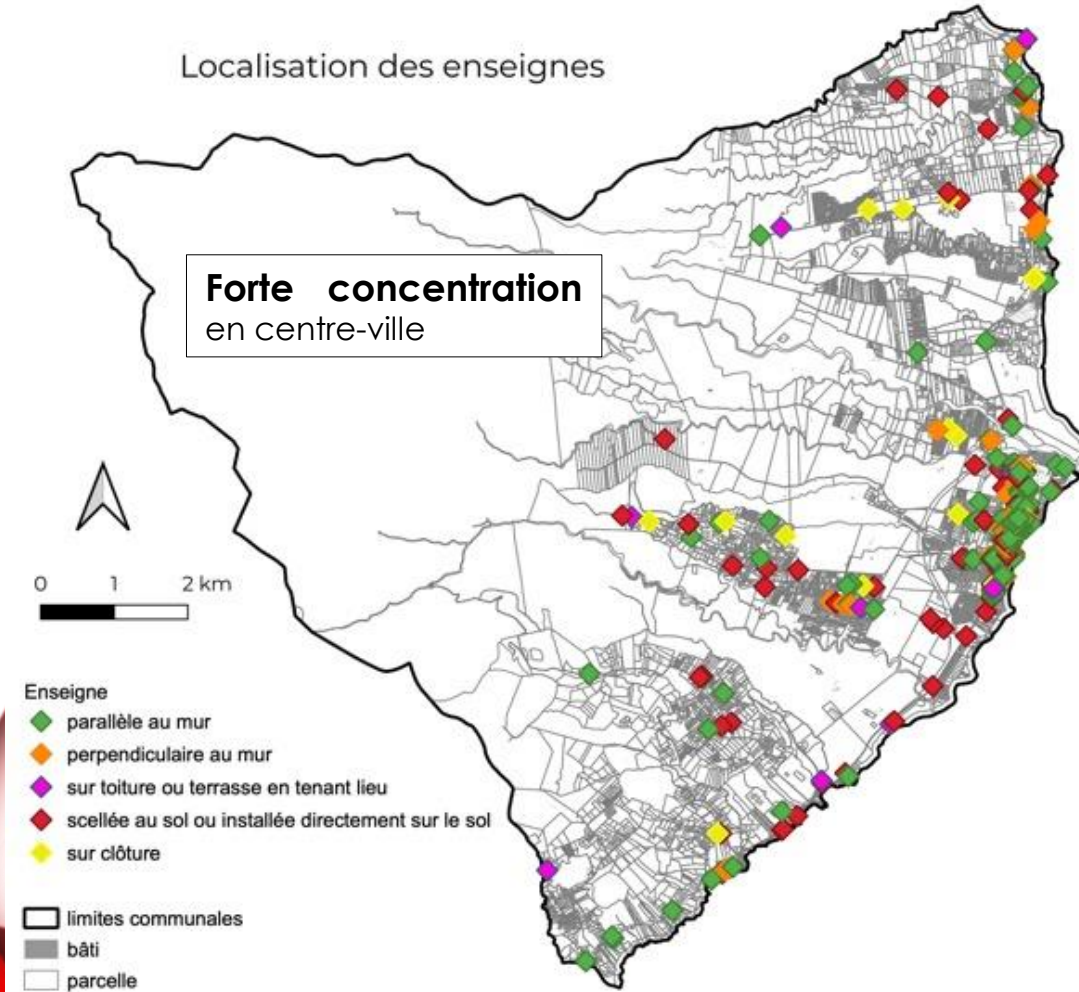 Localisation des enseignes
Forte concentration
en centre-ville
0 1 2 km
Enseigne
parallèle au mur
perpendiculaire au mur
sur toiture ou terrasse en tenant lieu
scellée au sol ou installée directement sur le sol
sur clôture
limites communales
bâti
parcelle